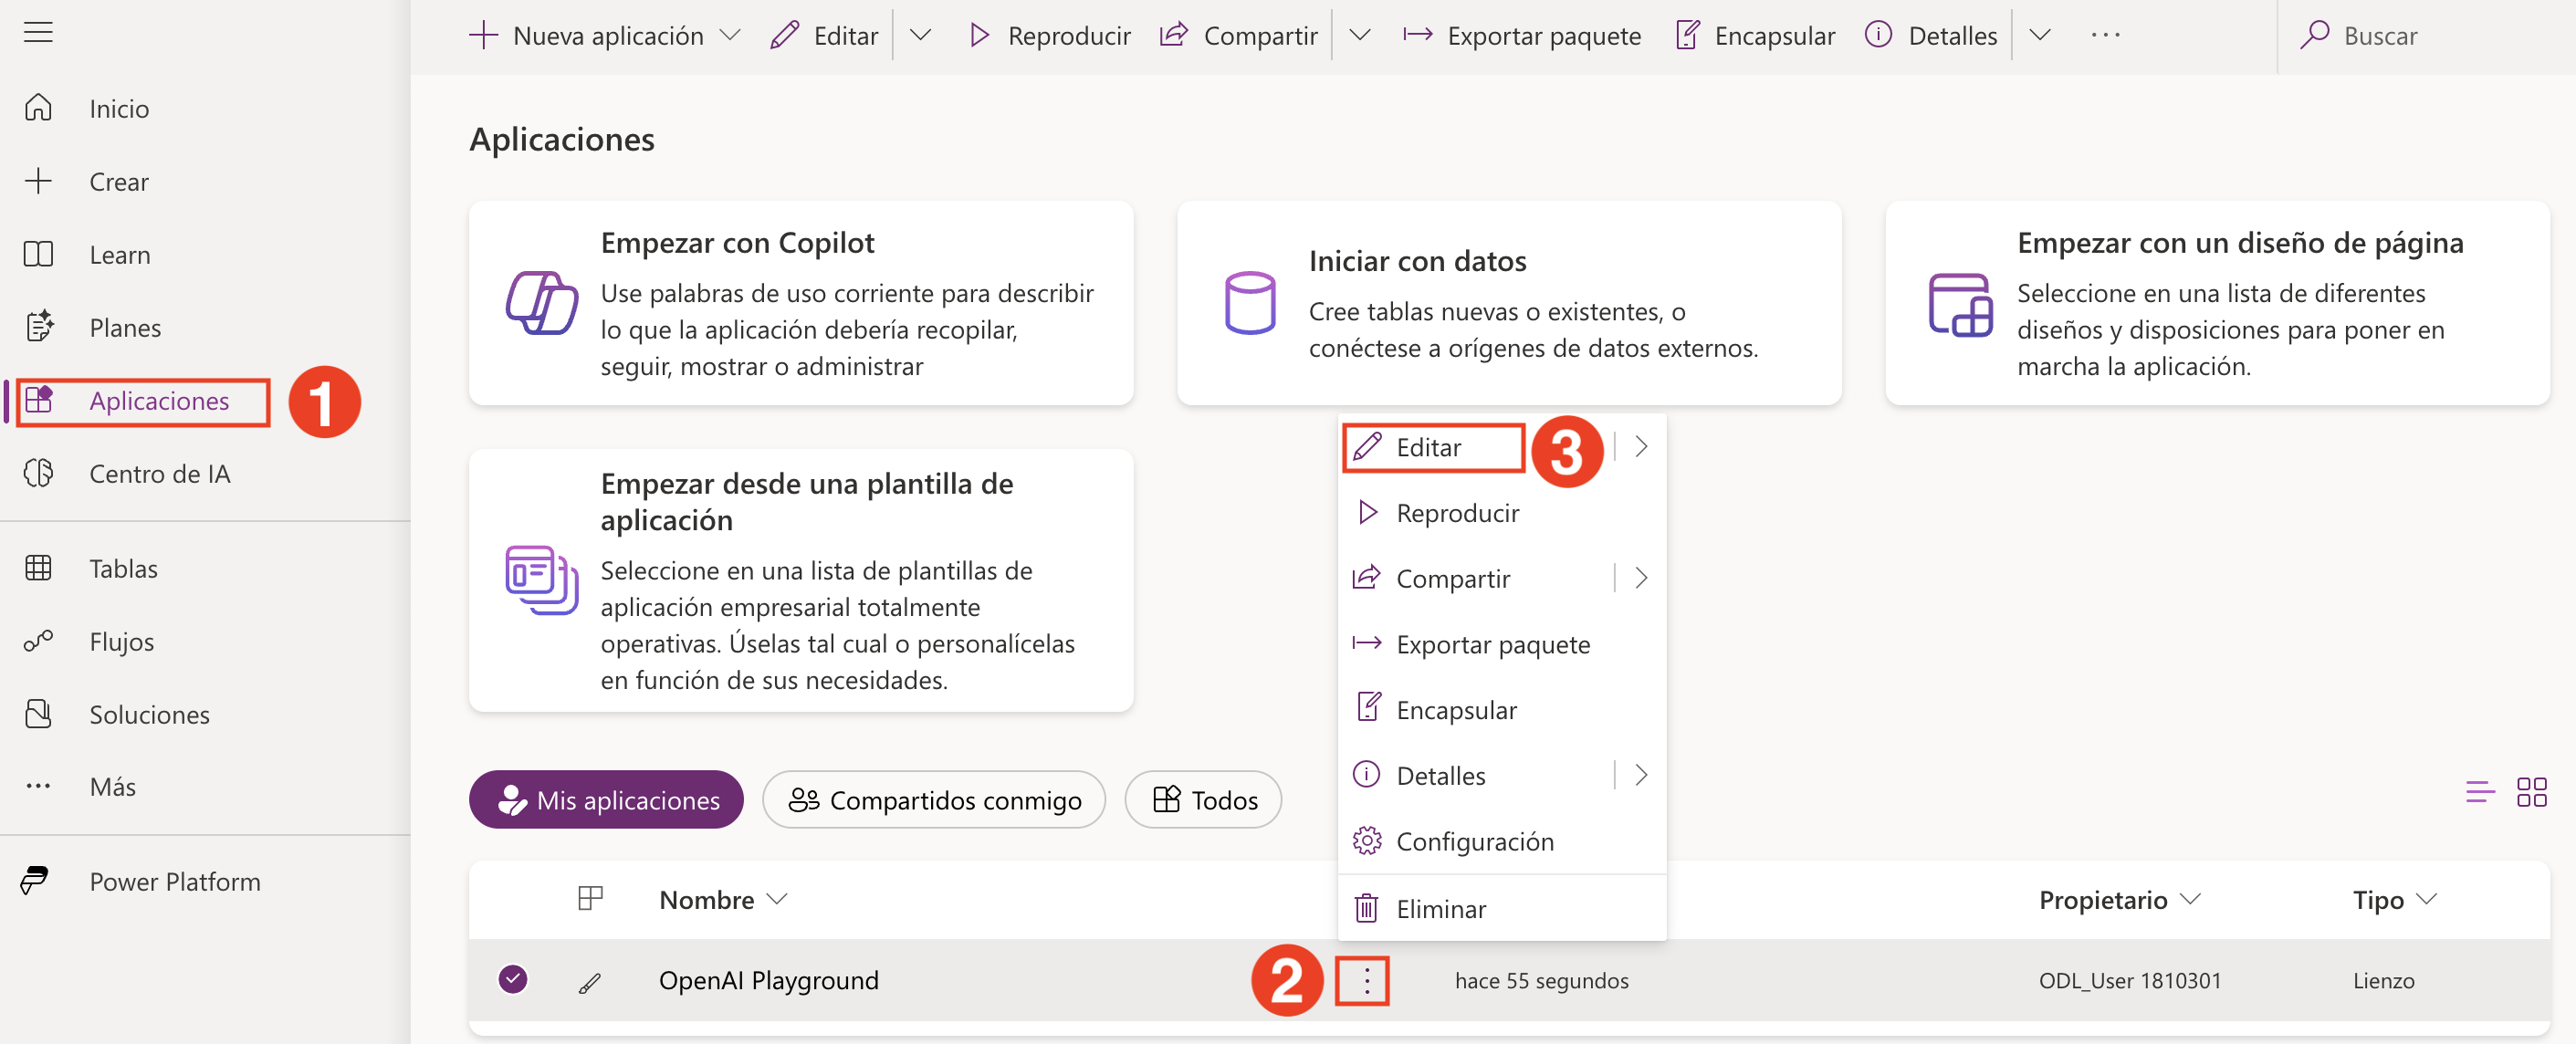 Nueva aplicación
Editar
Reproducir
Compartir
Exportar paquete
Encapsular
Detalles
Buscar
Inicio
Crear
Learn
Planes
Aplicaciones
1
Centro de IA
Tablas
Flujos
Soluciones
Más
Power Platform
Aplicaciones
Empezar con Copilot
Use palabras de uso corriente para describir
lo que la aplicación debería recopilar,
seguir, mostrar o administrar
Iniciar con datos
Cree tablas nuevas o existentes, o
conéctese a orígenes de datos externos.
Empezar con un diseño de página
Seleccione en una lista de diferentes
diseños y disposiciones para poner en
marcha la aplicación.
Empezar desde una plantilla de
aplicación
Seleccione en una lista de plantillas de
aplicación empresarial totalmente
operativas. Úselas tal cual o personalícelas
en función de sus necesidades.
Editar
3
Reproducir
Compartir
Exportar paquete
Encapsular
Detalles
Configuración
Eliminar
Mis aplicaciones
Compartidos conmigo
Todos
Nombre
Propietario
Tipo
OpenAI Playground
2
hace 55 segundos
ODL_User 1810301
Lienzo